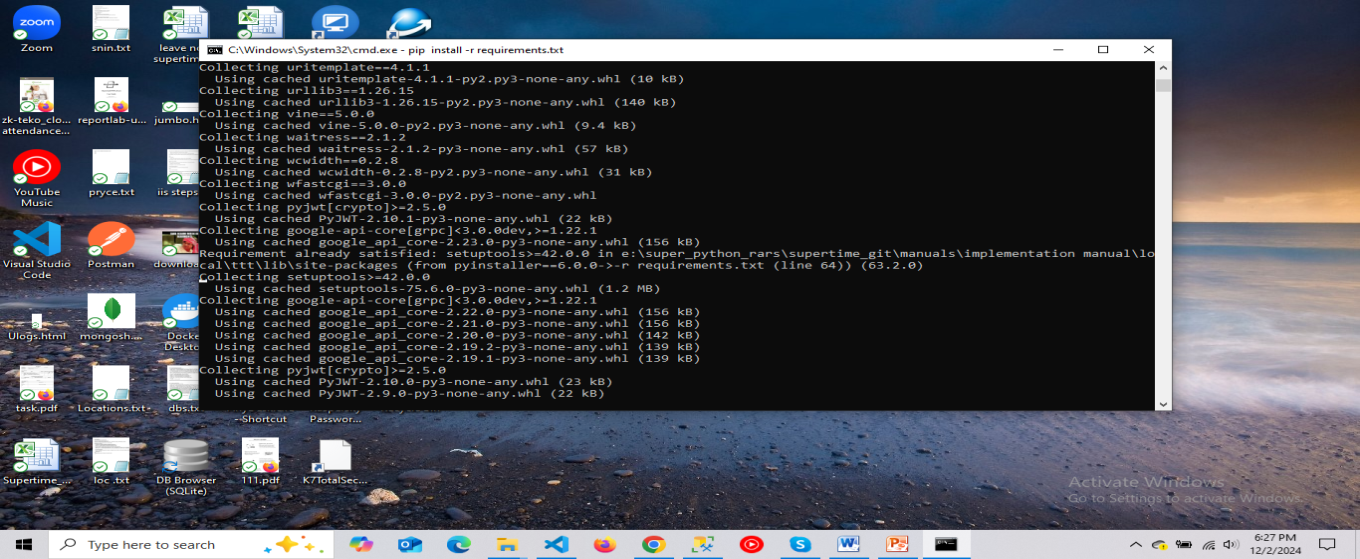 zoom
Zoom
snin.txt
leave no
supertim
C:\Windows\System32\cmd.exe - pip  install -r requirements.txt
Collecting uritemplate==4.1.1
  Using cached uritemplate-4.1.1-py2.py3-none-any.whl (10 kB)
Collecting urllib3==1.26.15
  Using cached urllib3-1.26.15-py2.py3-none-any.whl (140 kB)
Collecting vine==5.0.0
  Using cached vine-5.0.0-py2.py3-none-any.whl (9.4 kB)
Collecting waitress==2.1.2
  Using cached waitress-2.1.2-py3-none-any.whl (57 kB)
Collecting wcwidth==0.2.8
  Using cached wcwidth-0.2.8-py2.py3-none-any.whl (31 kB)
Collecting wfastcgi==3.0.0
  Using cached wfastcgi-3.0.0-py2.py3-none-any.whl
Collecting pyjwt[crypto]>=2.5.0
  Using cached PyJWT-2.10.1-py3-none-any.whl (22 kB)
Collecting google-api-core[grpc]<3.0.0dev,>=1.22.1
  Using cached google_api_core-2.23.0-py3-none-any.whl (156 kB)
Requirement already satisfied: setuptools>=42.0.0 in e:\super_python_rars\supertime_git\manuals\implementation manual\lo
cal\ttt\lib\site-packages (from pyinstaller==6.0.0->-r requirements.txt (line 64)) (63.2.0)
Collecting setuptools>=42.0.0
  Using cached setuptools-75.6.0-py3-none-any.whl (1.2 MB)
Collecting google-api-core[grpc]<3.0.0dev,>=1.22.1
  Using cached google_api_core-2.22.0-py3-none-any.whl (156 kB)
  Using cached google_api_core-2.21.0-py3-none-any.whl (156 kB)
  Using cached google_api_core-2.20.0-py3-none-any.whl (142 kB)
  Using cached google_api_core-2.19.2-py3-none-any.whl (139 kB)
  Using cached google_api_core-2.19.1-py3-none-any.whl (139 kB)
Collecting pyjwt[crypto]>=2.5.0
  Using cached PyJWT-2.10.0-py3-none-any.whl (23 kB)
  Using cached PyJWT-2.9.0-py3-none-any.whl (22 kB)
zk-teko_clo...
attendance...
reportlab-u...
jumbo.h
YouTube
Music
pryce.txt
iis steps
Visual Studio
Code
Postman
downloa
Ulogs.html
mongosh....
Docke
Deskto
task.pdf
Locations.txt
dbs.tx
- Shortcut
Passwor...
Supertime_...
loc .txt
DB Browser
(SQLite)
111.pdf
K7TotalSec...
Activate Windows
Go to Settings to activate Windows.
Type here to search
6:27 PM
12/2/2024